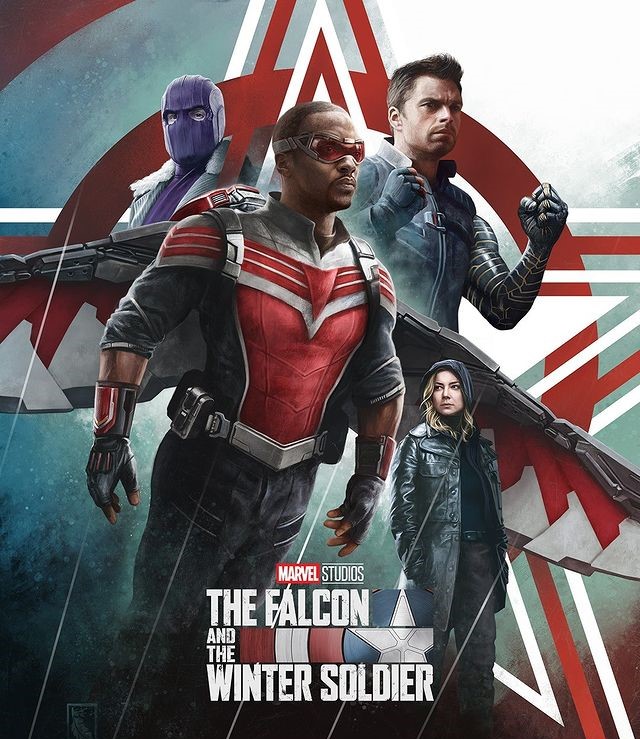 MARVEL STUDIOS
THE FALCON
AND
THE
WINTER SOLDIER